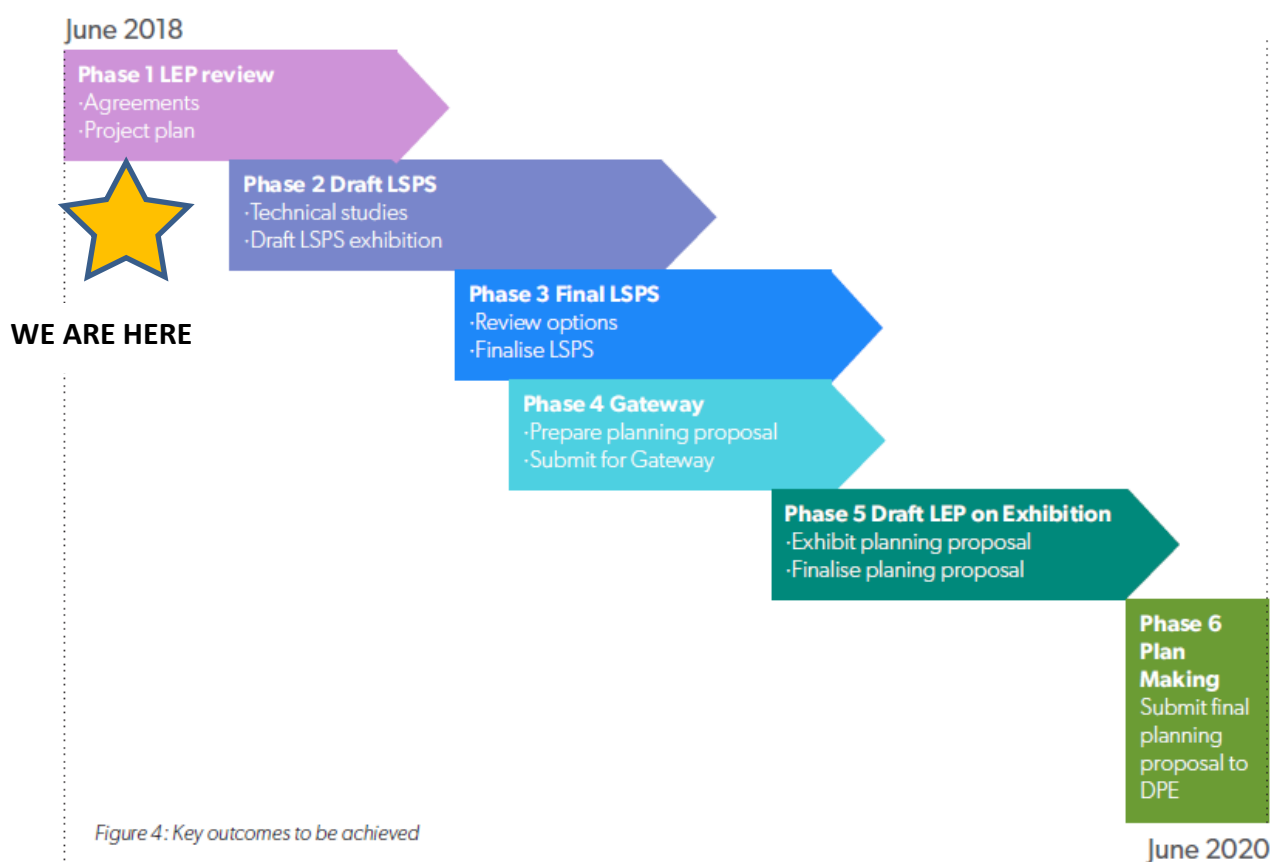 June 2018
Phase 1 LEP review
·Agreements
·Project plan
Phase 2 Draft LSPS
·Technical studies
·Draft LSPS exhibition
WE ARE HERE
Phase 3 Final LSPS
·Review options
·Finalise LSPS
Phase 4 Gateway
·Prepare planning proposal
·Submit for Gateway
Phase 5 Draft LEP on Exhibition
·Exhibit planning proposal
·Finalise planing proposal
Phase 6
Plan
Making
Submit final
planning
proposal to
DPE
Figure 4: Key outcomes to be achieved
June 2020